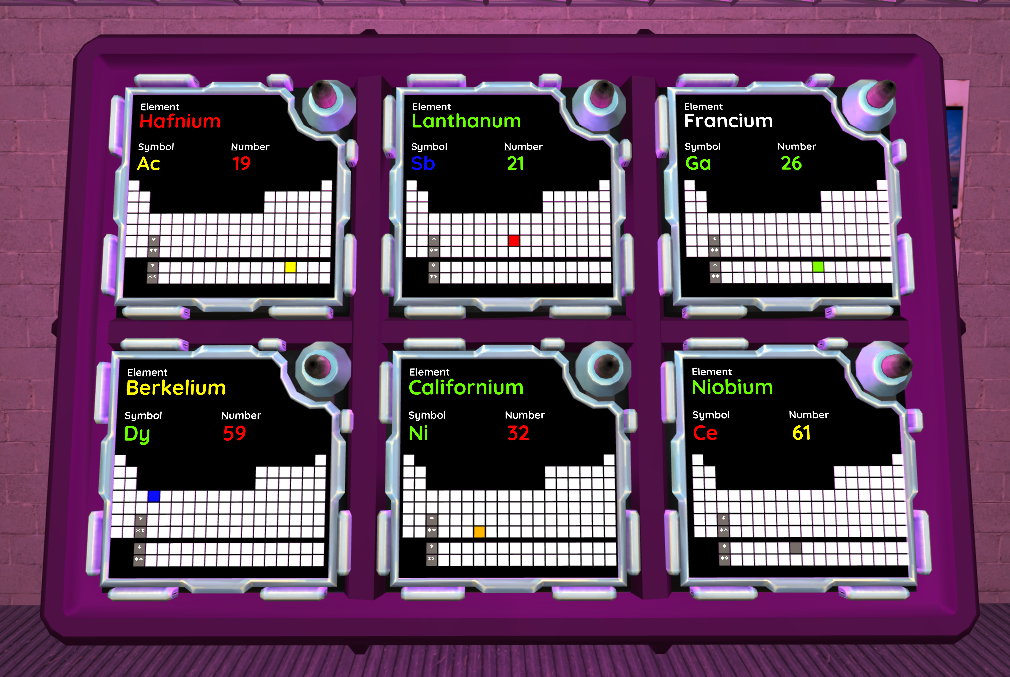 Element
Hafnium
Symbol Number
Ac 19
Element
Lanthanum
Symbol Number
Sb 21
Element
Francium
Symbol Number
Ga 26
Element
Berkelium
Symbol Number
Dy 59
Element
Californium
Symbol Number
Ni 32
Element
Niobium
Symbol Number
Ce 61